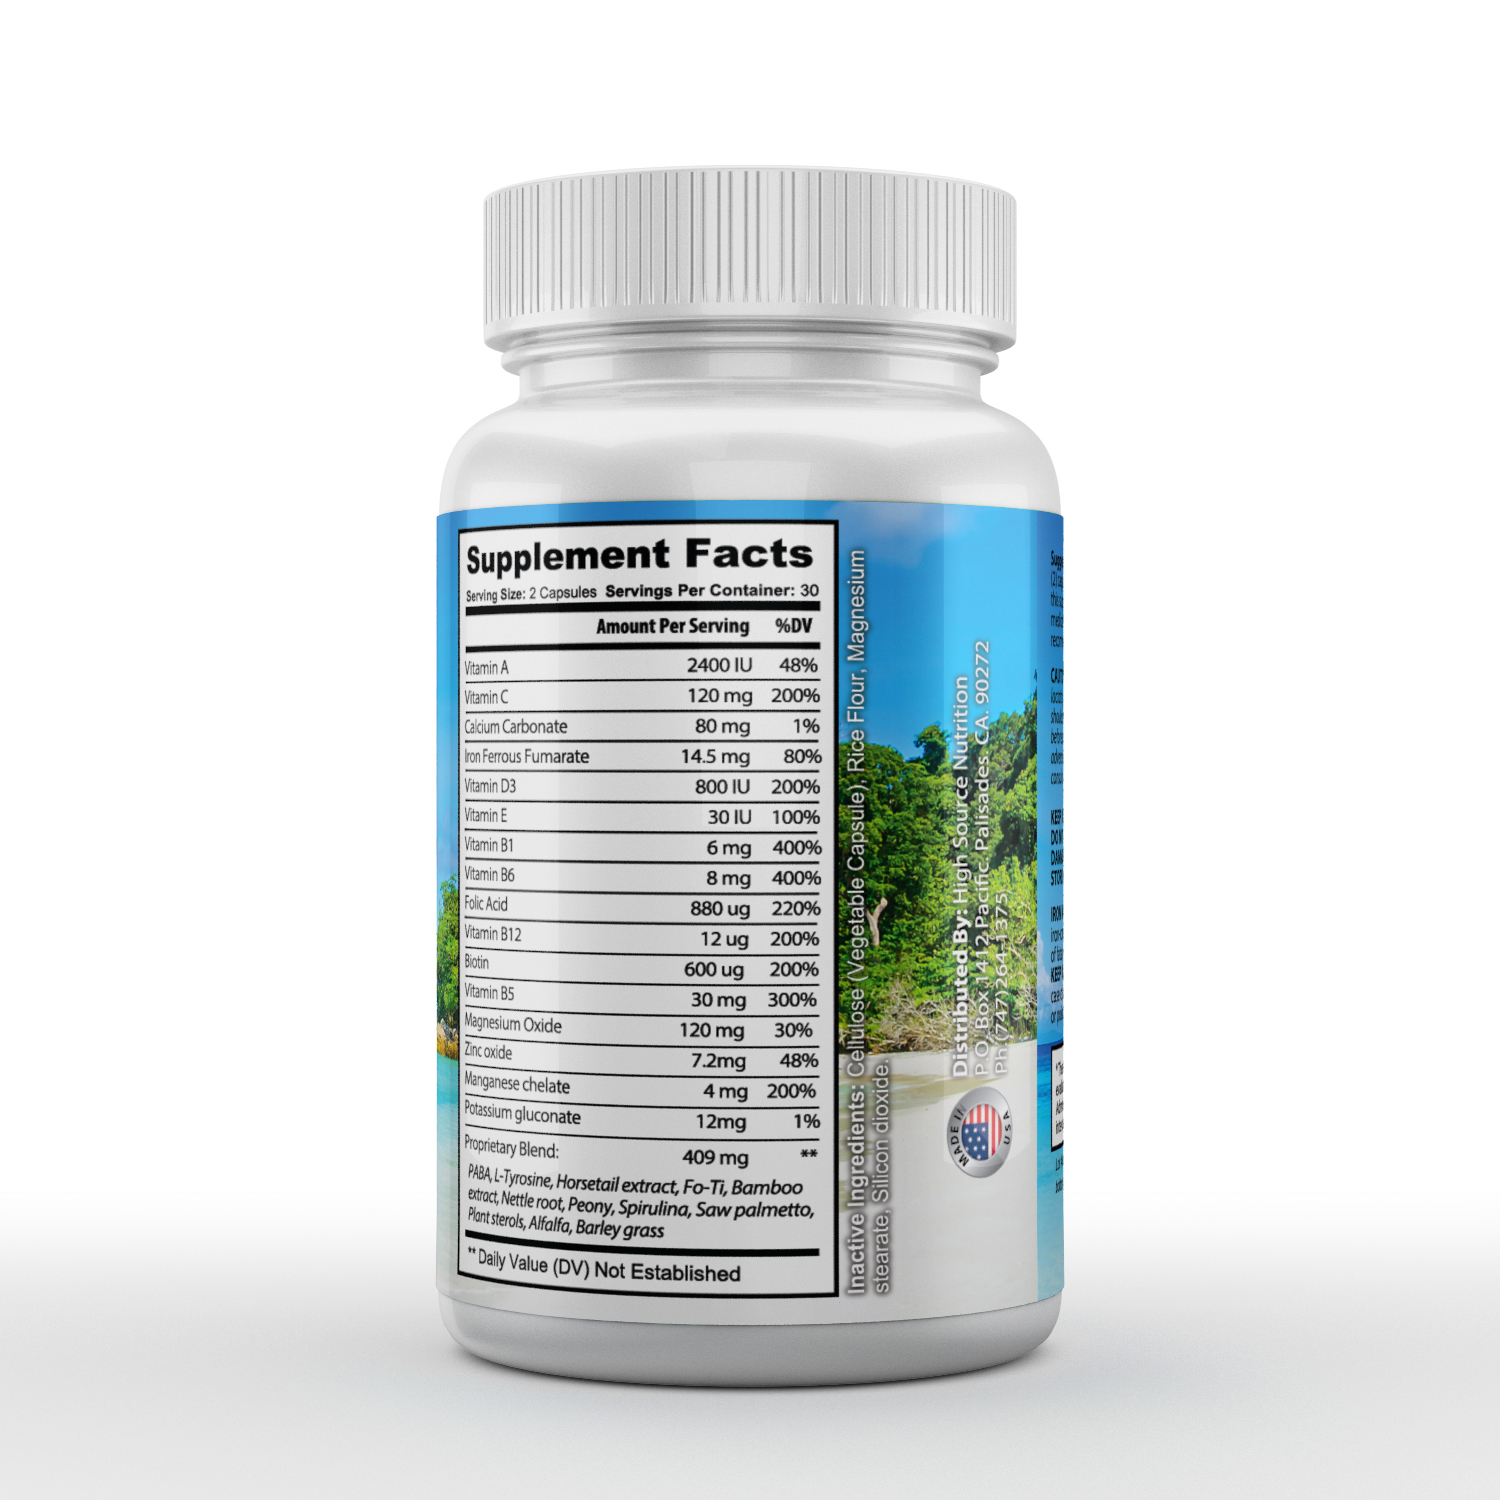 Supplement Facts
Serving Size: 2 Capsules Servings Per Container: 30
Amount Per Serving %DV
Vitamin A 2400 IU 48%
Vitamin C 120 mg 200%
Calcium Carbonate 80 mg 1%
Iron Ferrous Fumarate 14.5 mg 80%
Vitamin D3 800 IU 200%
Vitamin E 30 IU 100%
Vitamin B1 6 mg 400%
Vitamin B6 8 mg 400%
Folic Acid 880 ug 220%
Vitamin B12 12 ug 200%
Biotin 600 ug 200%
Vitamin B5 30 mg 300%
Magnesium Oxide 120 mg 30%
Zinc oxide 7.2mg 48%
Manganese chelate 4 mg 200%
Potassium gluconate 12mg 1%
Proprietary Blend: 409 mg **
PABA, L-Tyrosine, Horsetail extract, Fo-Ti, Bamboo
extract, Nettle root, Peony, Spirulina, Saw palmetto,
Plant sterols, Alfalfa, Barley grass
** Daily Value (DV) Not Established
Inactive Ingredients: Cellulose (Vegetable Capsule), Rice Flour, Magnesium
stearate, Silicon dioxide.
Distributed By: High Source Nutrition
P.O. Box 1412 Pacific. Palisades. CA. 90272
Ph (747)264-1375
MADE IN USA
KEEP
IRON
KEEP